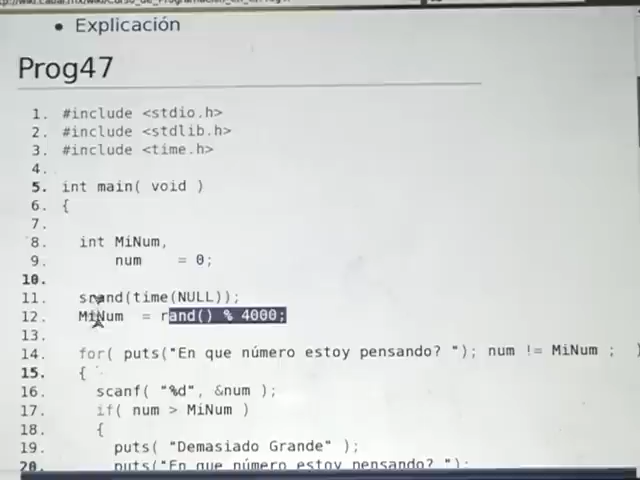 Explicación
Prog47
1. #include <stdio.h>
2. #include <stdlib.h>
3. #include <time.h>
4.
5. int main( void )
6. {
7.
8. int MiNum,
9. num = 0;
10.
11. srand(time(NULL));
12. MiNum = rand() % 4000;
13.
14. for( puts("En que número estoy pensando? "); num != MiNum ; )
15. {
16. scanf( "%d", &num );
17. if( num > MiNum )
18. {
19. puts( "Demasiado Grande" );
20. puts("En que número estoy pensando? ");